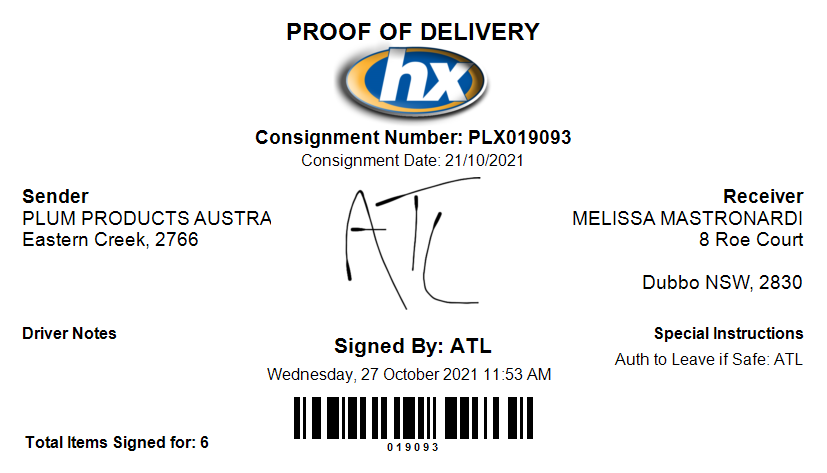 PROOF OF DELIVERY
hx
Consignment Number: PLX019093
Consignment Date: 21/10/2021
Sender
PLUM PRODUCTS AUSTRA
Eastern Creek, 2766
ATL
Receiver
MELISSA MASTRONARDI
8 Roe Court
Dubbo NSW, 2830
Driver Notes
Signed By: ATL
Wednesday, 27 October 2021 11:53 AM
Special Instructions
Auth to Leave if Safe: ATL
Total Items Signed for: 6
019093